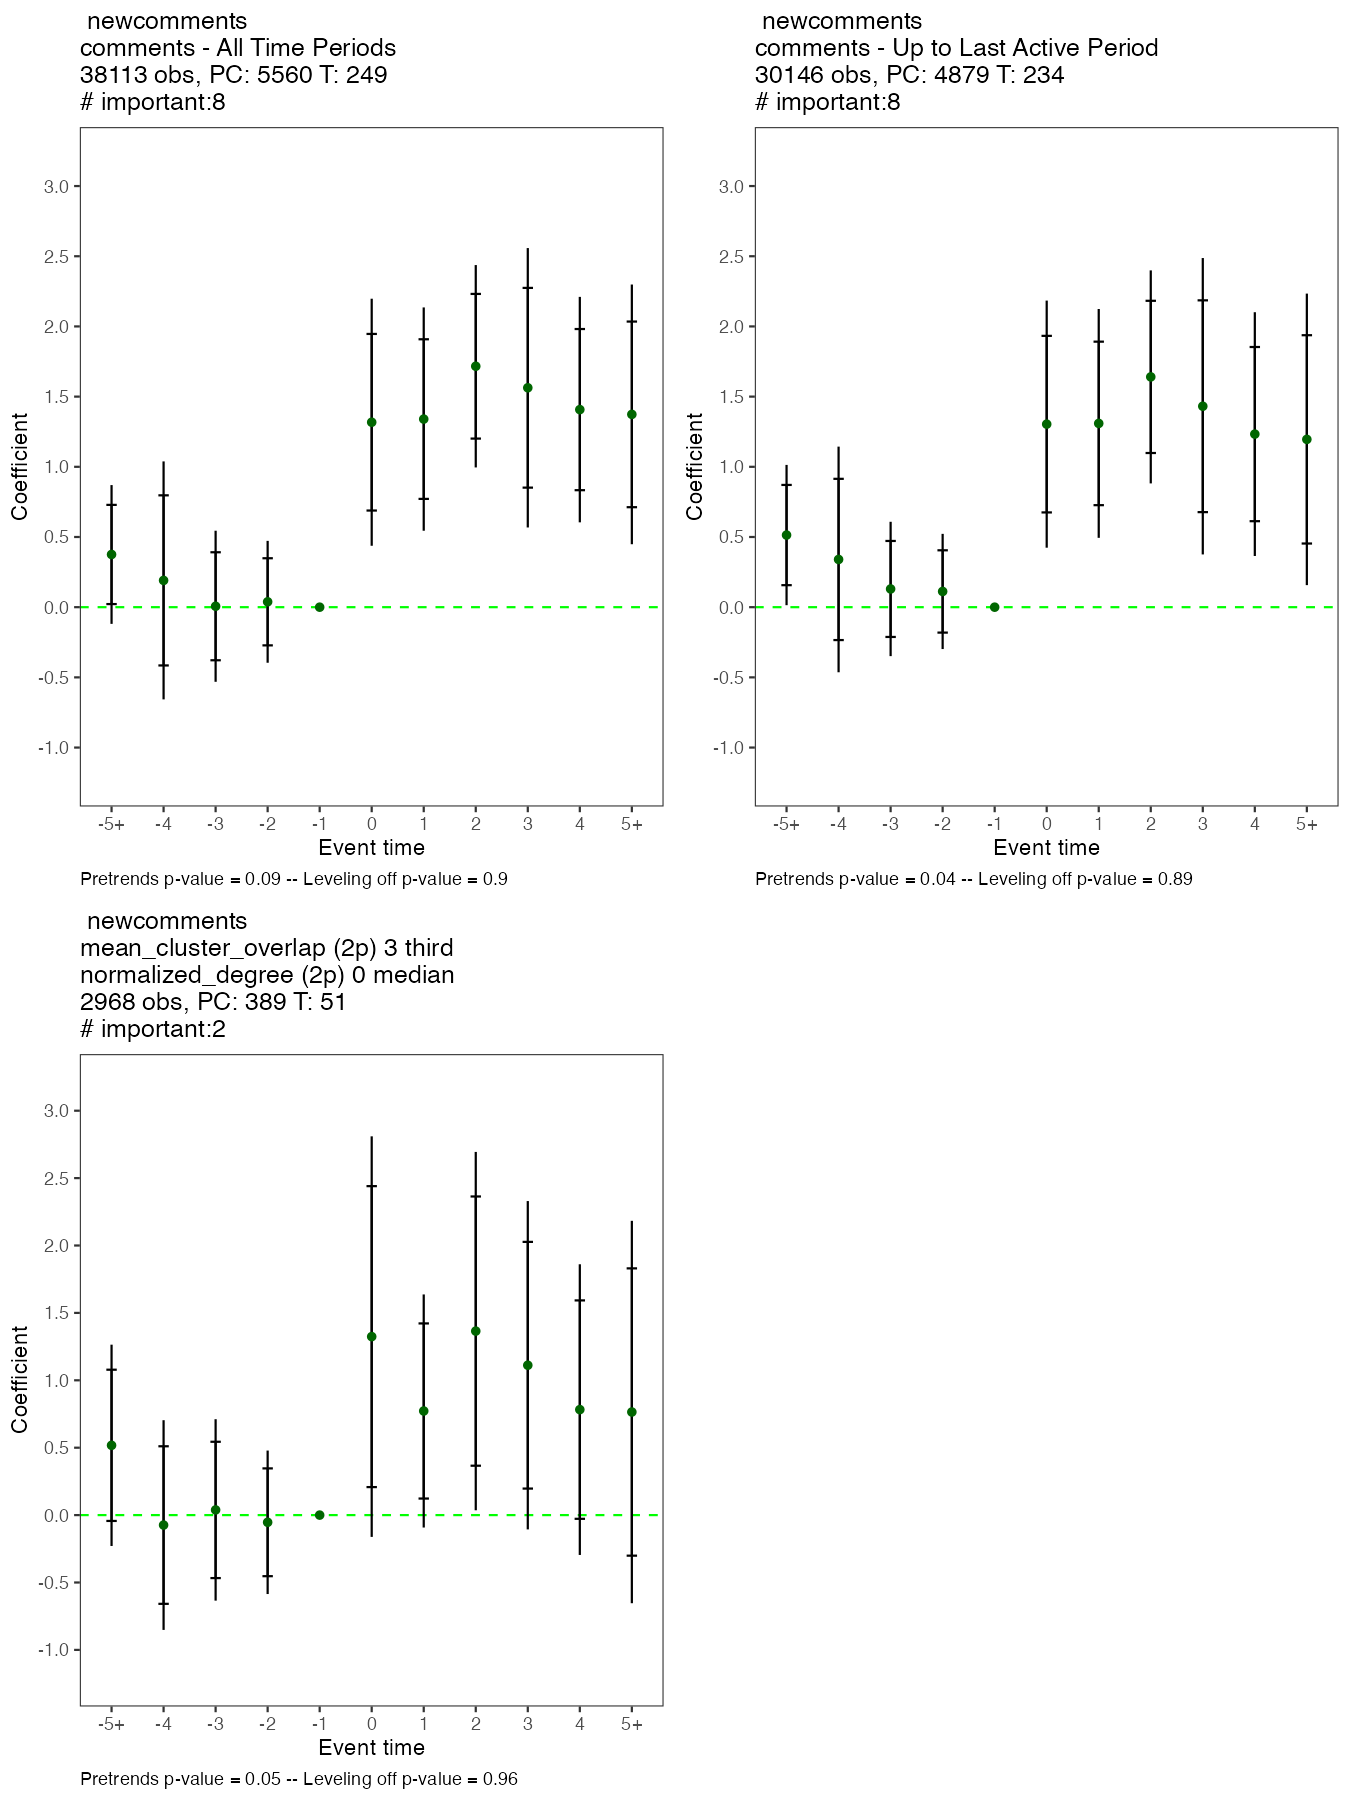 newcomments
comments - All Time Periods
38113 obs, PC: 5560 T: 249
# important:8
Coefficient
3.0
2.5
2.0
1.5
1.0
0.5
0.0
-0.5
-1.0
-5+ -4 -3 -2 -1 0 1 2 3 4 5+
Event time
Pretrends p-value = 0.09 -- Leveling off p-value = 0.9
newcomments
comments - Up to Last Active Period
30146 obs, PC: 4879 T: 234
# important:8
Coefficient
3.0
2.5
2.0
1.5
1.0
0.5
0.0
-0.5
-1.0
-5+ -4 -3 -2 -1 0 1 2 3 4 5+
Event time
Pretrends p-value = 0.04 -- Leveling off p-value = 0.89
newcomments
mean_cluster_overlap (2p) 3 third
normalized_degree (2p) 0 median
2968 obs, PC: 389 T: 51
# important:2
Coefficient
3.0
2.5
2.0
1.5
1.0
0.5
0.0
-0.5
-1.0
-5+ -4 -3 -2 -1 0 1 2 3 4 5+
Event time
Pretrends p-value = 0.05 -- Leveling off p-value = 0.96